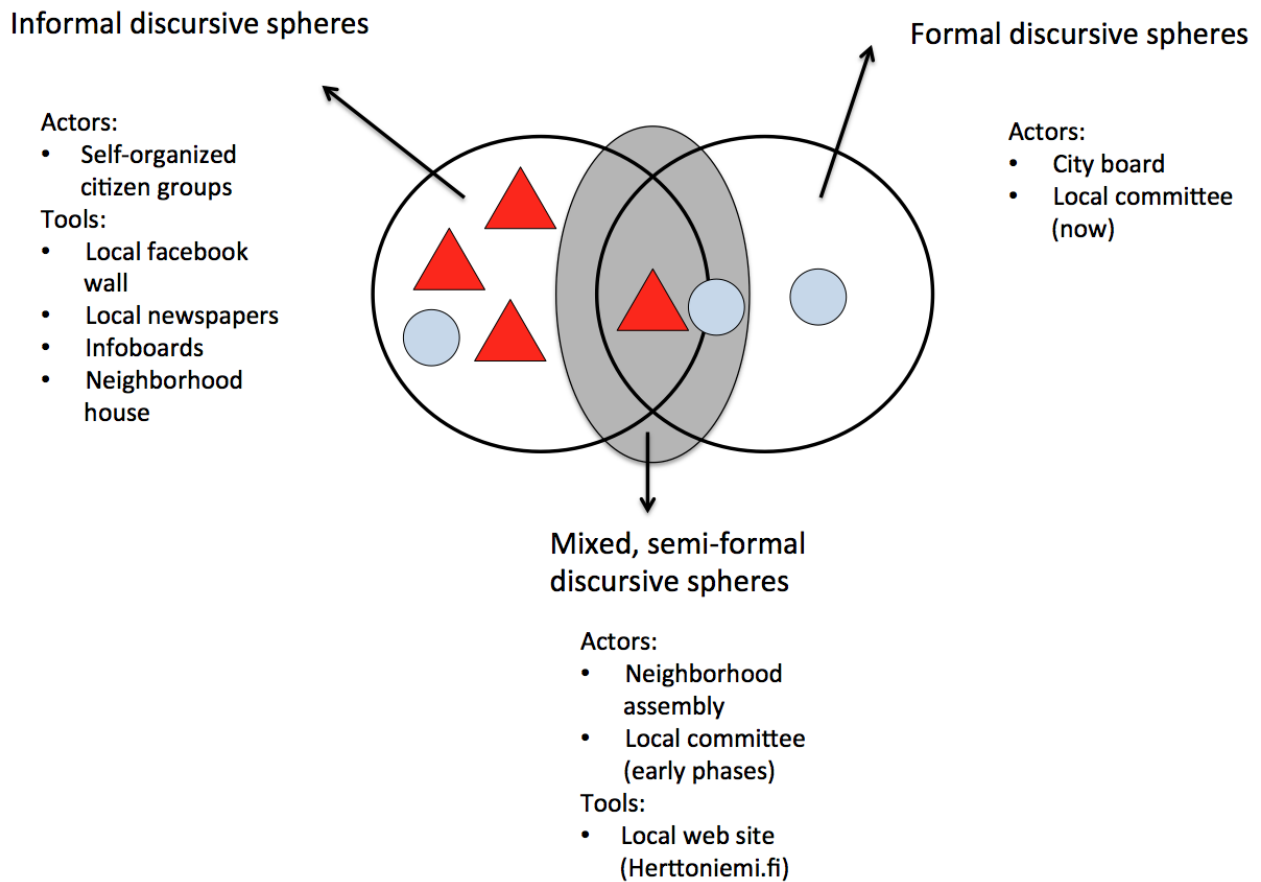 Informal discursive spheres
Actors:
• Self-organized
citizen groups
Tools:
• Local facebook
wall
• Local newspapers
• Infoboards
• Neighborhood
house
Formal discursive spheres
Actors:
• City board
• Local committee
(now)
Mixed, semi-formal
discursive spheres
Actors:
• Neighborhood
assembly
• Local committee
(early phases)
Tools:
• Local web site
(Herttoniemi.fi)